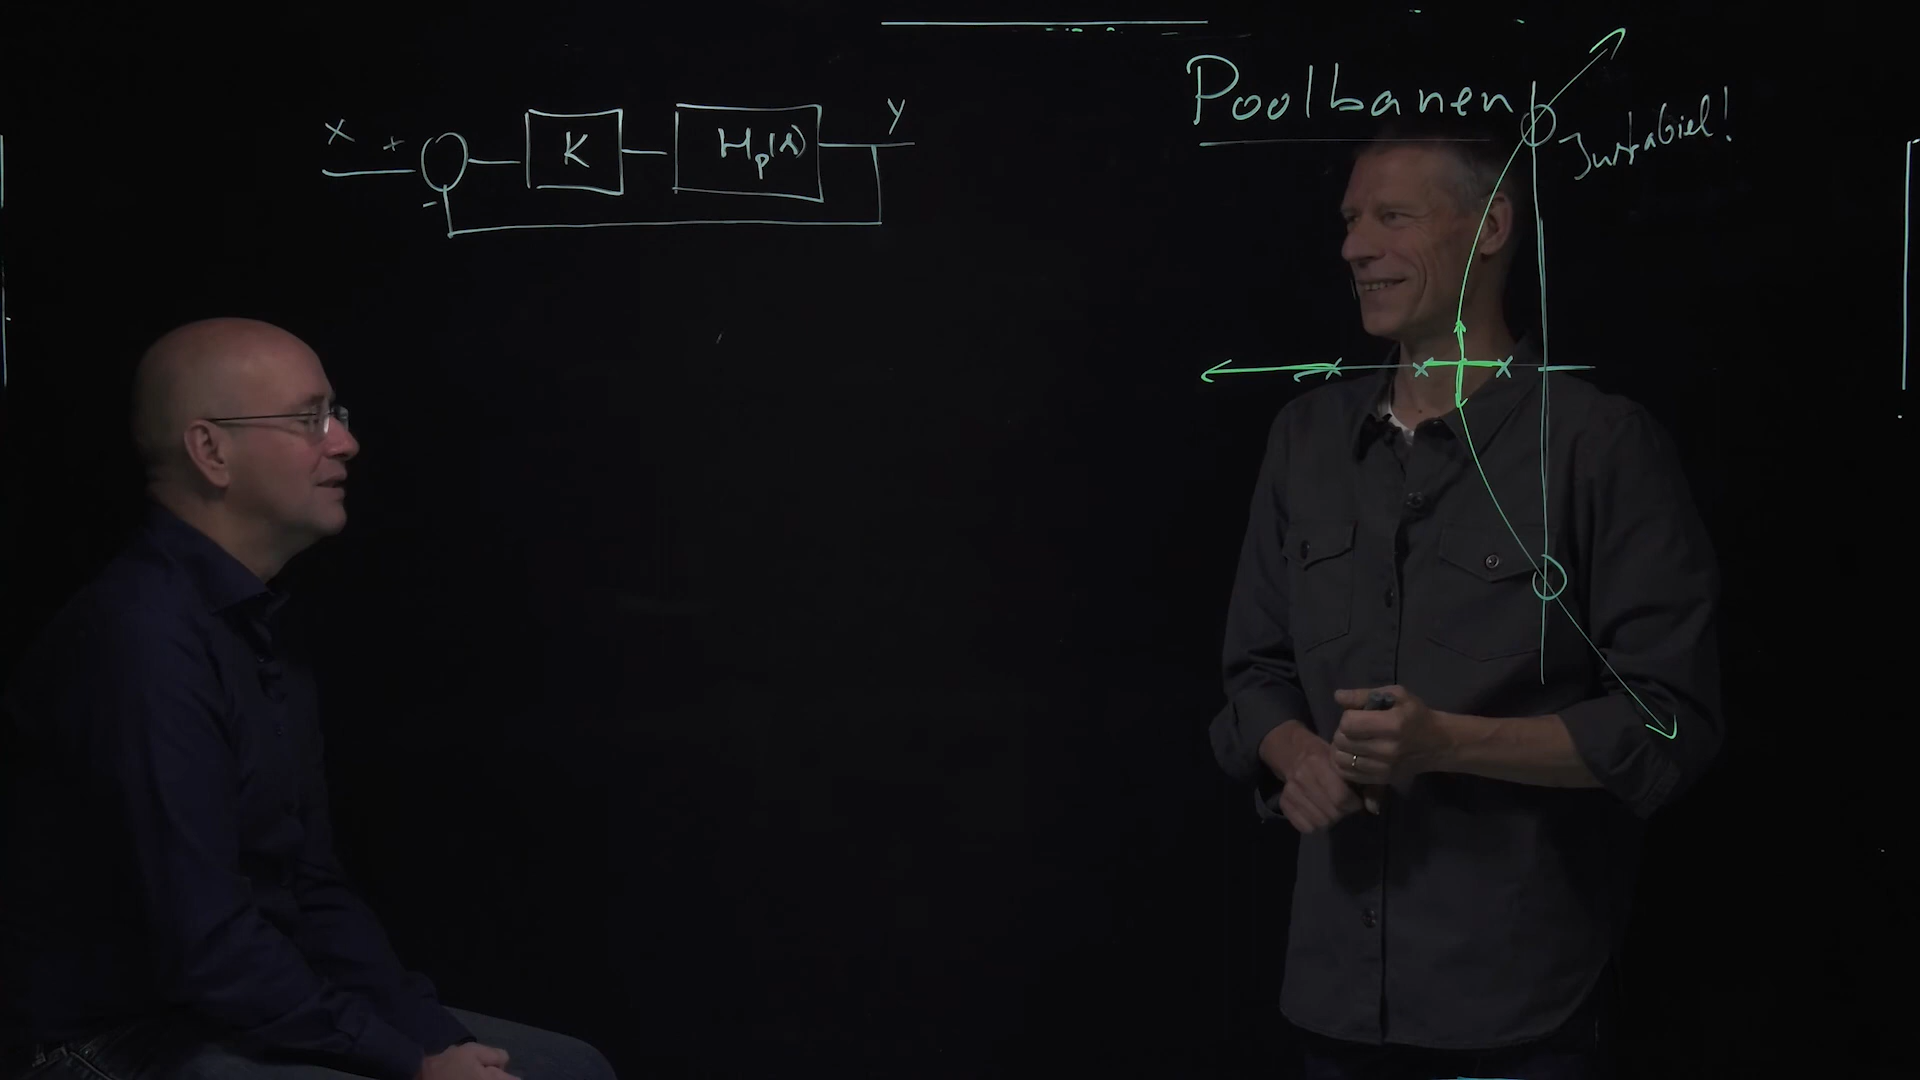 Poolbanen
Instabiel!
x + K Hp(s) y
-